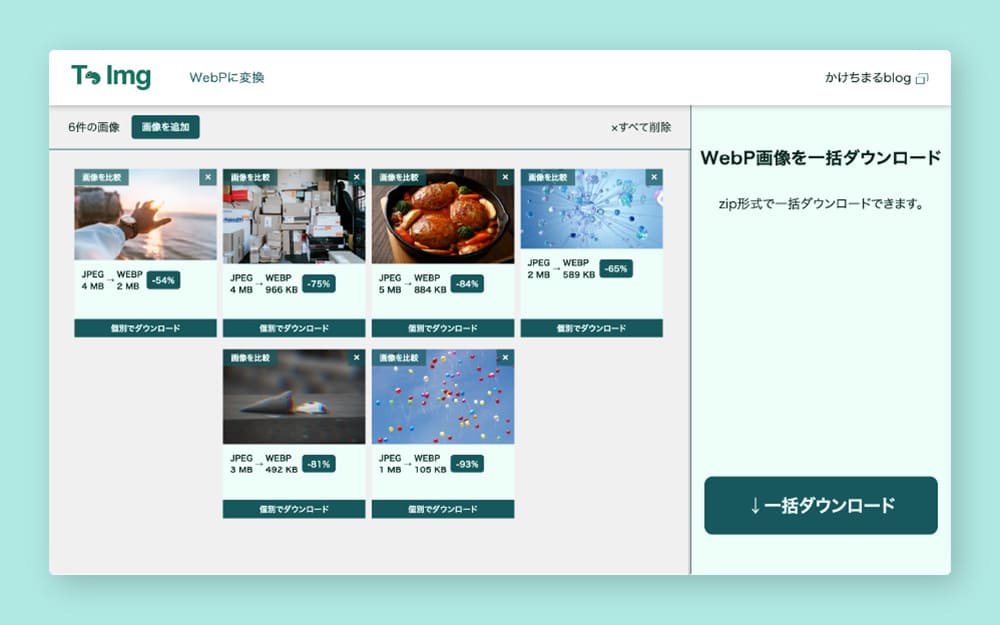 To Img
WebPに変換
かけちまるblog
6件の画像
画像を追加
×すべて削除
画像を比較 ×
JPEG → WEBP
4 MB 2 MB
-54%
個別でダウンロード
画像を比較 ×
JPEG → WEBP
4 MB 966 KB
-75%
個別でダウンロード
画像を比較 ×
JPEG → WEBP
5 MB 884 KB
-84%
個別でダウンロード
画像を比較 ×
JPEG → WEBP
2 MB 589 KB
-65%
個別でダウンロード
画像を比較 ×
JPEG → WEBP
3 MB 492 KB
-81%
個別でダウンロード
画像を比較 ×
JPEG → WEBP
1 MB 105 KB
-93%
個別でダウンロード
WebP画像を一括ダウンロード
zip形式で一括ダウンロードできます。
↓一括ダウンロード